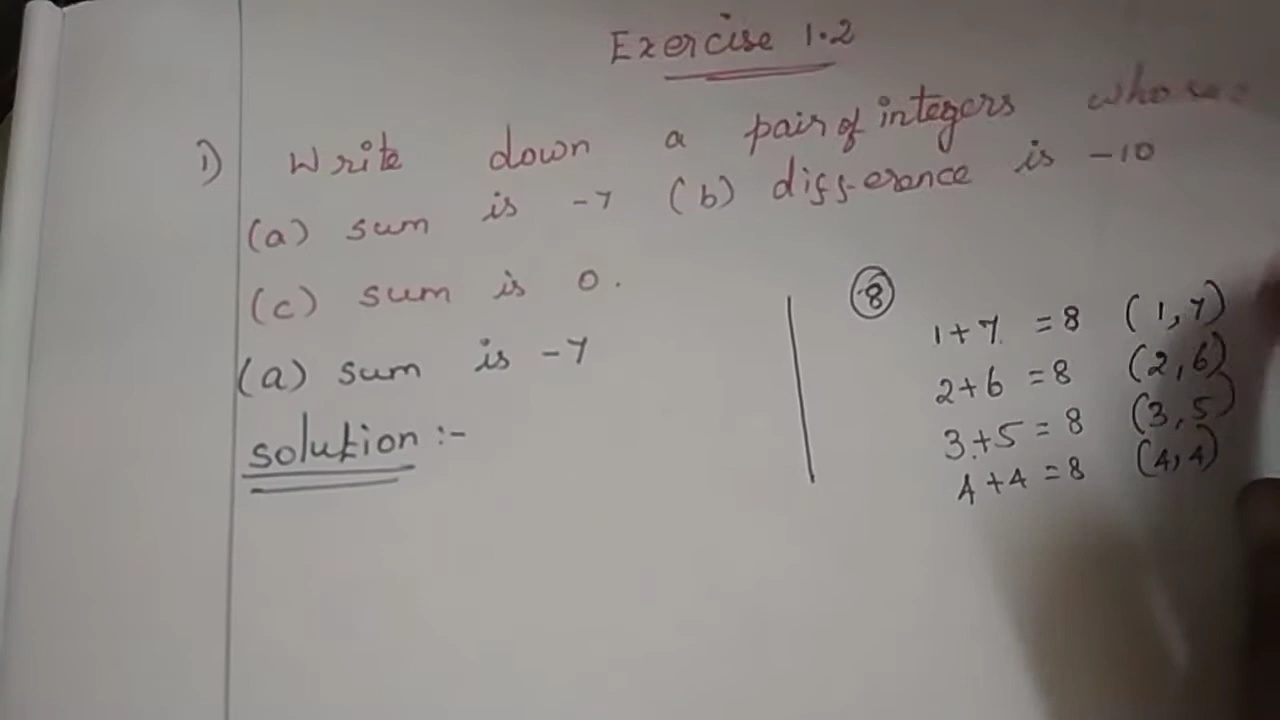 Exercise 1.2
1) Write down a pair of integers whose
(a) sum is -7 (b) difference is -10
(c) sum is 0.
(a) sum is -7
solution :-
8
1+7 = 8 (1,7)
2+6 = 8 (2,6)
3+5 = 8 (3,5)
4+4 = 8 (4,4)